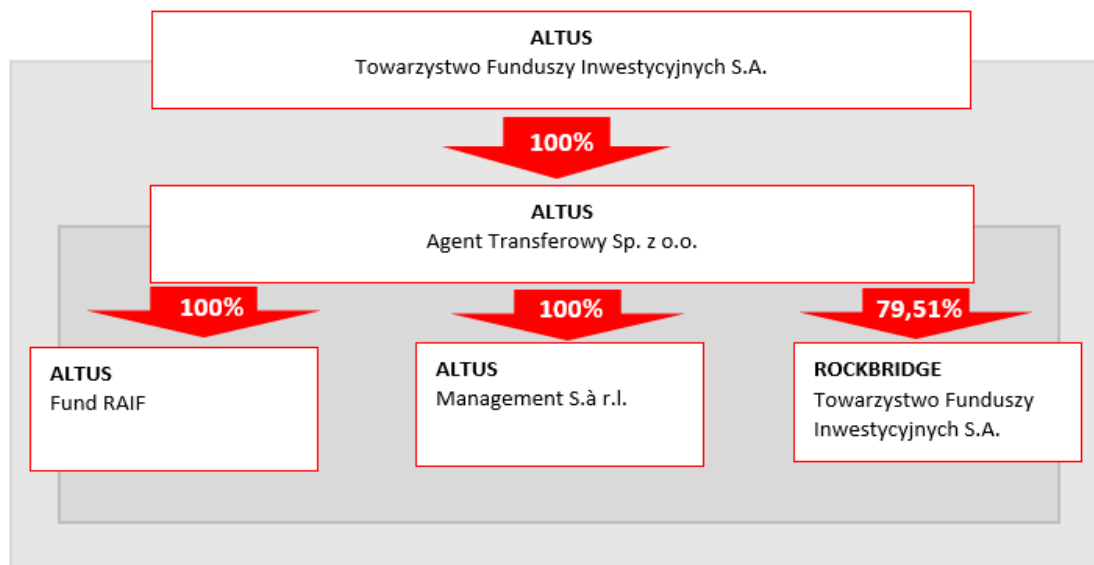 ALTUS
Towarzystwo Funduszy Inwestycyjnych S.A.
100%
ALTUS
Agent Transferowy Sp. z o.o.
100%
100%
79,51%
ALTUS
Fund RAIF
ALTUS
Management S.à r.l.
ROCKBRIDGE
Towarzystwo Funduszy
Inwestycyjnych S.A.